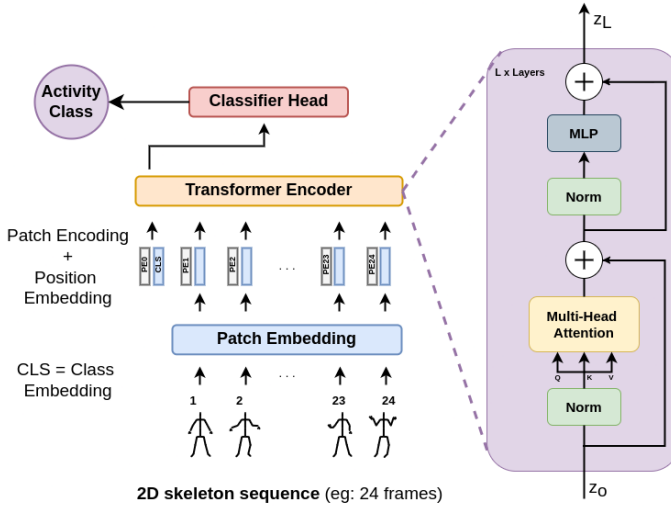 Activity
Class
Classifier Head
Transformer Encoder
Patch Encoding
+
Position
Embedding
PE0
CLS
PE1
PE2
. . .
PE23
PE24
Patch Embedding
CLS = Class
Embedding
. . .
1
2
23
24
2D skeleton sequence (eg: 24 frames)
zL
L x Layers
+
MLP
Norm
+
Multi-Head
Attention
Q
K
V
Norm
z0